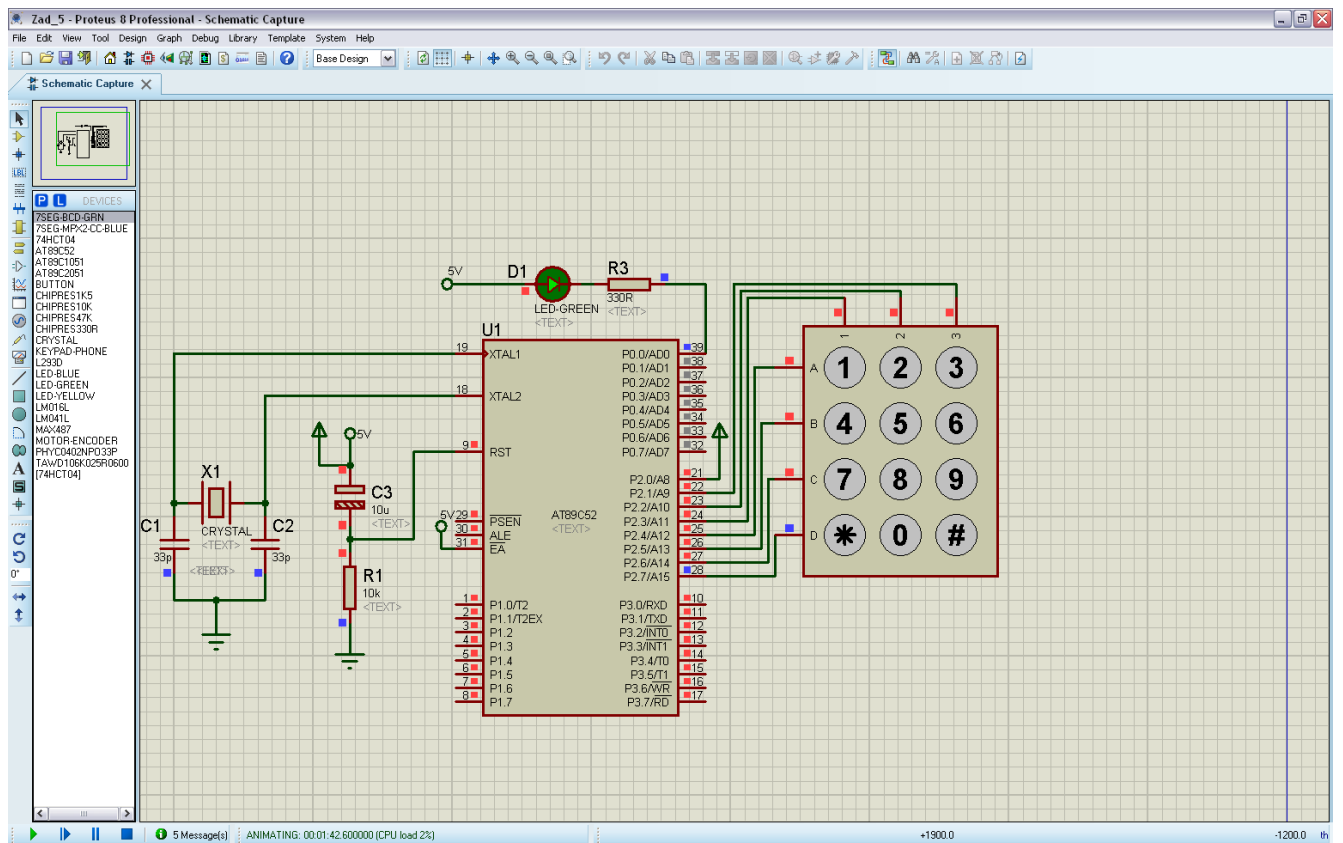 Zad_5 - Proteus 8 Professional - Schematic Capture
File Edit View Tool Design Graph Debug Library Template System Help
Base Design
Schematic Capture
P L DEVICES
7SEG-BCD-GRN
7SEG-MPX2-CC-BLUE
74HCT04
AT89C52
AT89C1051
AT89C2051
BUTTON
CHIPRES1K5
CHIPRES10K
CHIPRES47K
CHIPRES330R
CRYSTAL
KEYPAD-PHONE
L293D
LED-BLUE
LED-GREEN
LED-YELLOW
LM016L
LM041L
MAX487
MOTOR-ENCODER
PHYC0402NPO33P
TAWD106K025R0600
[74HCT04]
LBL
A
S
0°
5V
D1
LED-GREEN
<TEXT>
R3
330R
<TEXT>
U1
AT89C52
<TEXT>
19 XTAL1
18 XTAL2
9 RST
29 PSEN
30 ALE
31 EA
1 P1.0/T2
2 P1.1/T2EX
3 P1.2
4 P1.3
5 P1.4
6 P1.5
7 P1.6
8 P1.7
P0.0/AD0 39
P0.1/AD1 38
P0.2/AD2 37
P0.3/AD3 36
P0.4/AD4 35
P0.5/AD5 34
P0.6/AD6 33
P0.7/AD7 32
P2.0/A8 21
P2.1/A9 22
P2.2/A10 23
P2.3/A11 24
P2.4/A12 25
P2.5/A13 26
P2.6/A14 27
P2.7/A15 28
P3.0/RXD 10
P3.1/TXD 11
P3.2/INT0 12
P3.3/INT1 13
P3.4/T0 14
P3.5/T1 15
P3.6/WR 16
P3.7/RD 17
5V
C3
10u
<TEXT>
5V
R1
10k
<TEXT>
X1
CRYSTAL
<TEXT>
C1
33p
C2
33p
1 2 3
A 1 2 3
B 4 5 6
C 7 8 9
D * 0 #
5 Message(s) ANIMATING: 00:01:42.600000 (CPU load 2%) +1900.0 -1200.0 th